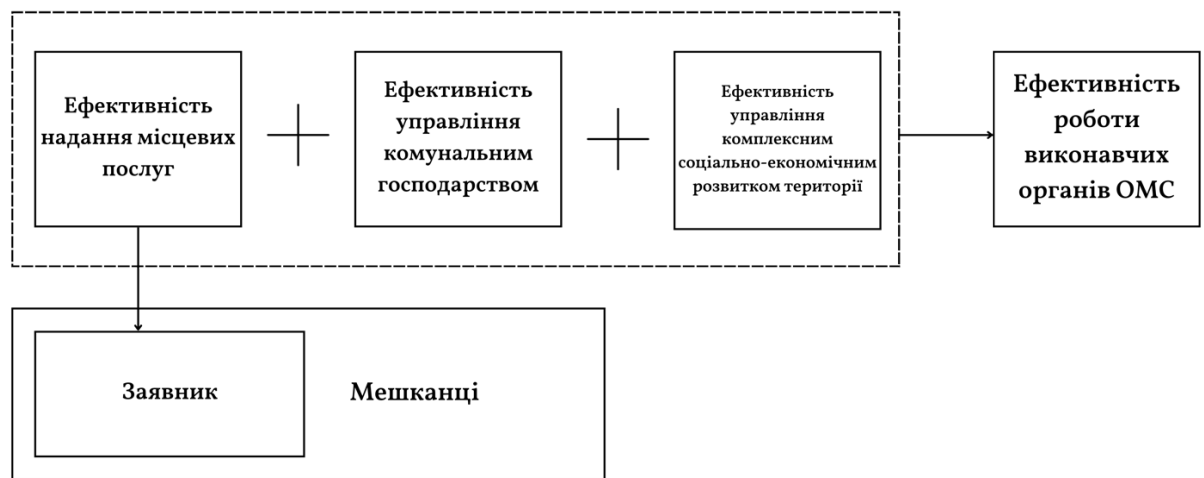 Ефективність
надання місцевих
послуг
Ефективність
управління
комунальним
господарством
Ефективність
управління
комплексним
соціально-економічним
розвитком території
Ефективність
роботи
виконавчих
органів ОМС
Заявник
Мешканці